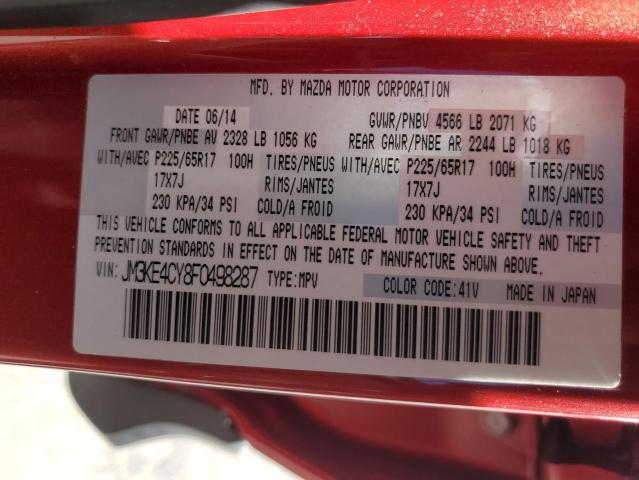 MFD. BY MAZDA MOTOR CORPORATION
DATE 06/14 GVWR/PNBV 4566 LB 2071 KG
FRONT GAWR/PNBE AV 2328 LB 1056 KG REAR GAWR/PNBE AR 2244 LB 1018 KG
WITH/AVEC P225/65R17 100H TIRES/PNEUS WITH/AVEC P225/65R17 100H TIRES/PNEUS
17X7J RIMS/JANTES 17X7J RIMS/JANTES
230 KPA/34 PSI COLD/A FROID 230 KPA/34 PSI COLD/A FROID
THIS VEHICLE CONFORMS TO ALL APPLICABLE FEDERAL MOTOR VEHICLE SAFETY AND THEFT
PREVENTION STANDARDS IN EFFECT ON THE DATE OF MANUFACTURE SHOWN ABOVE.
VIN: JM3KE4CY8F0498287 TYPE:MPV COLOR CODE:41V MADE IN JAPAN